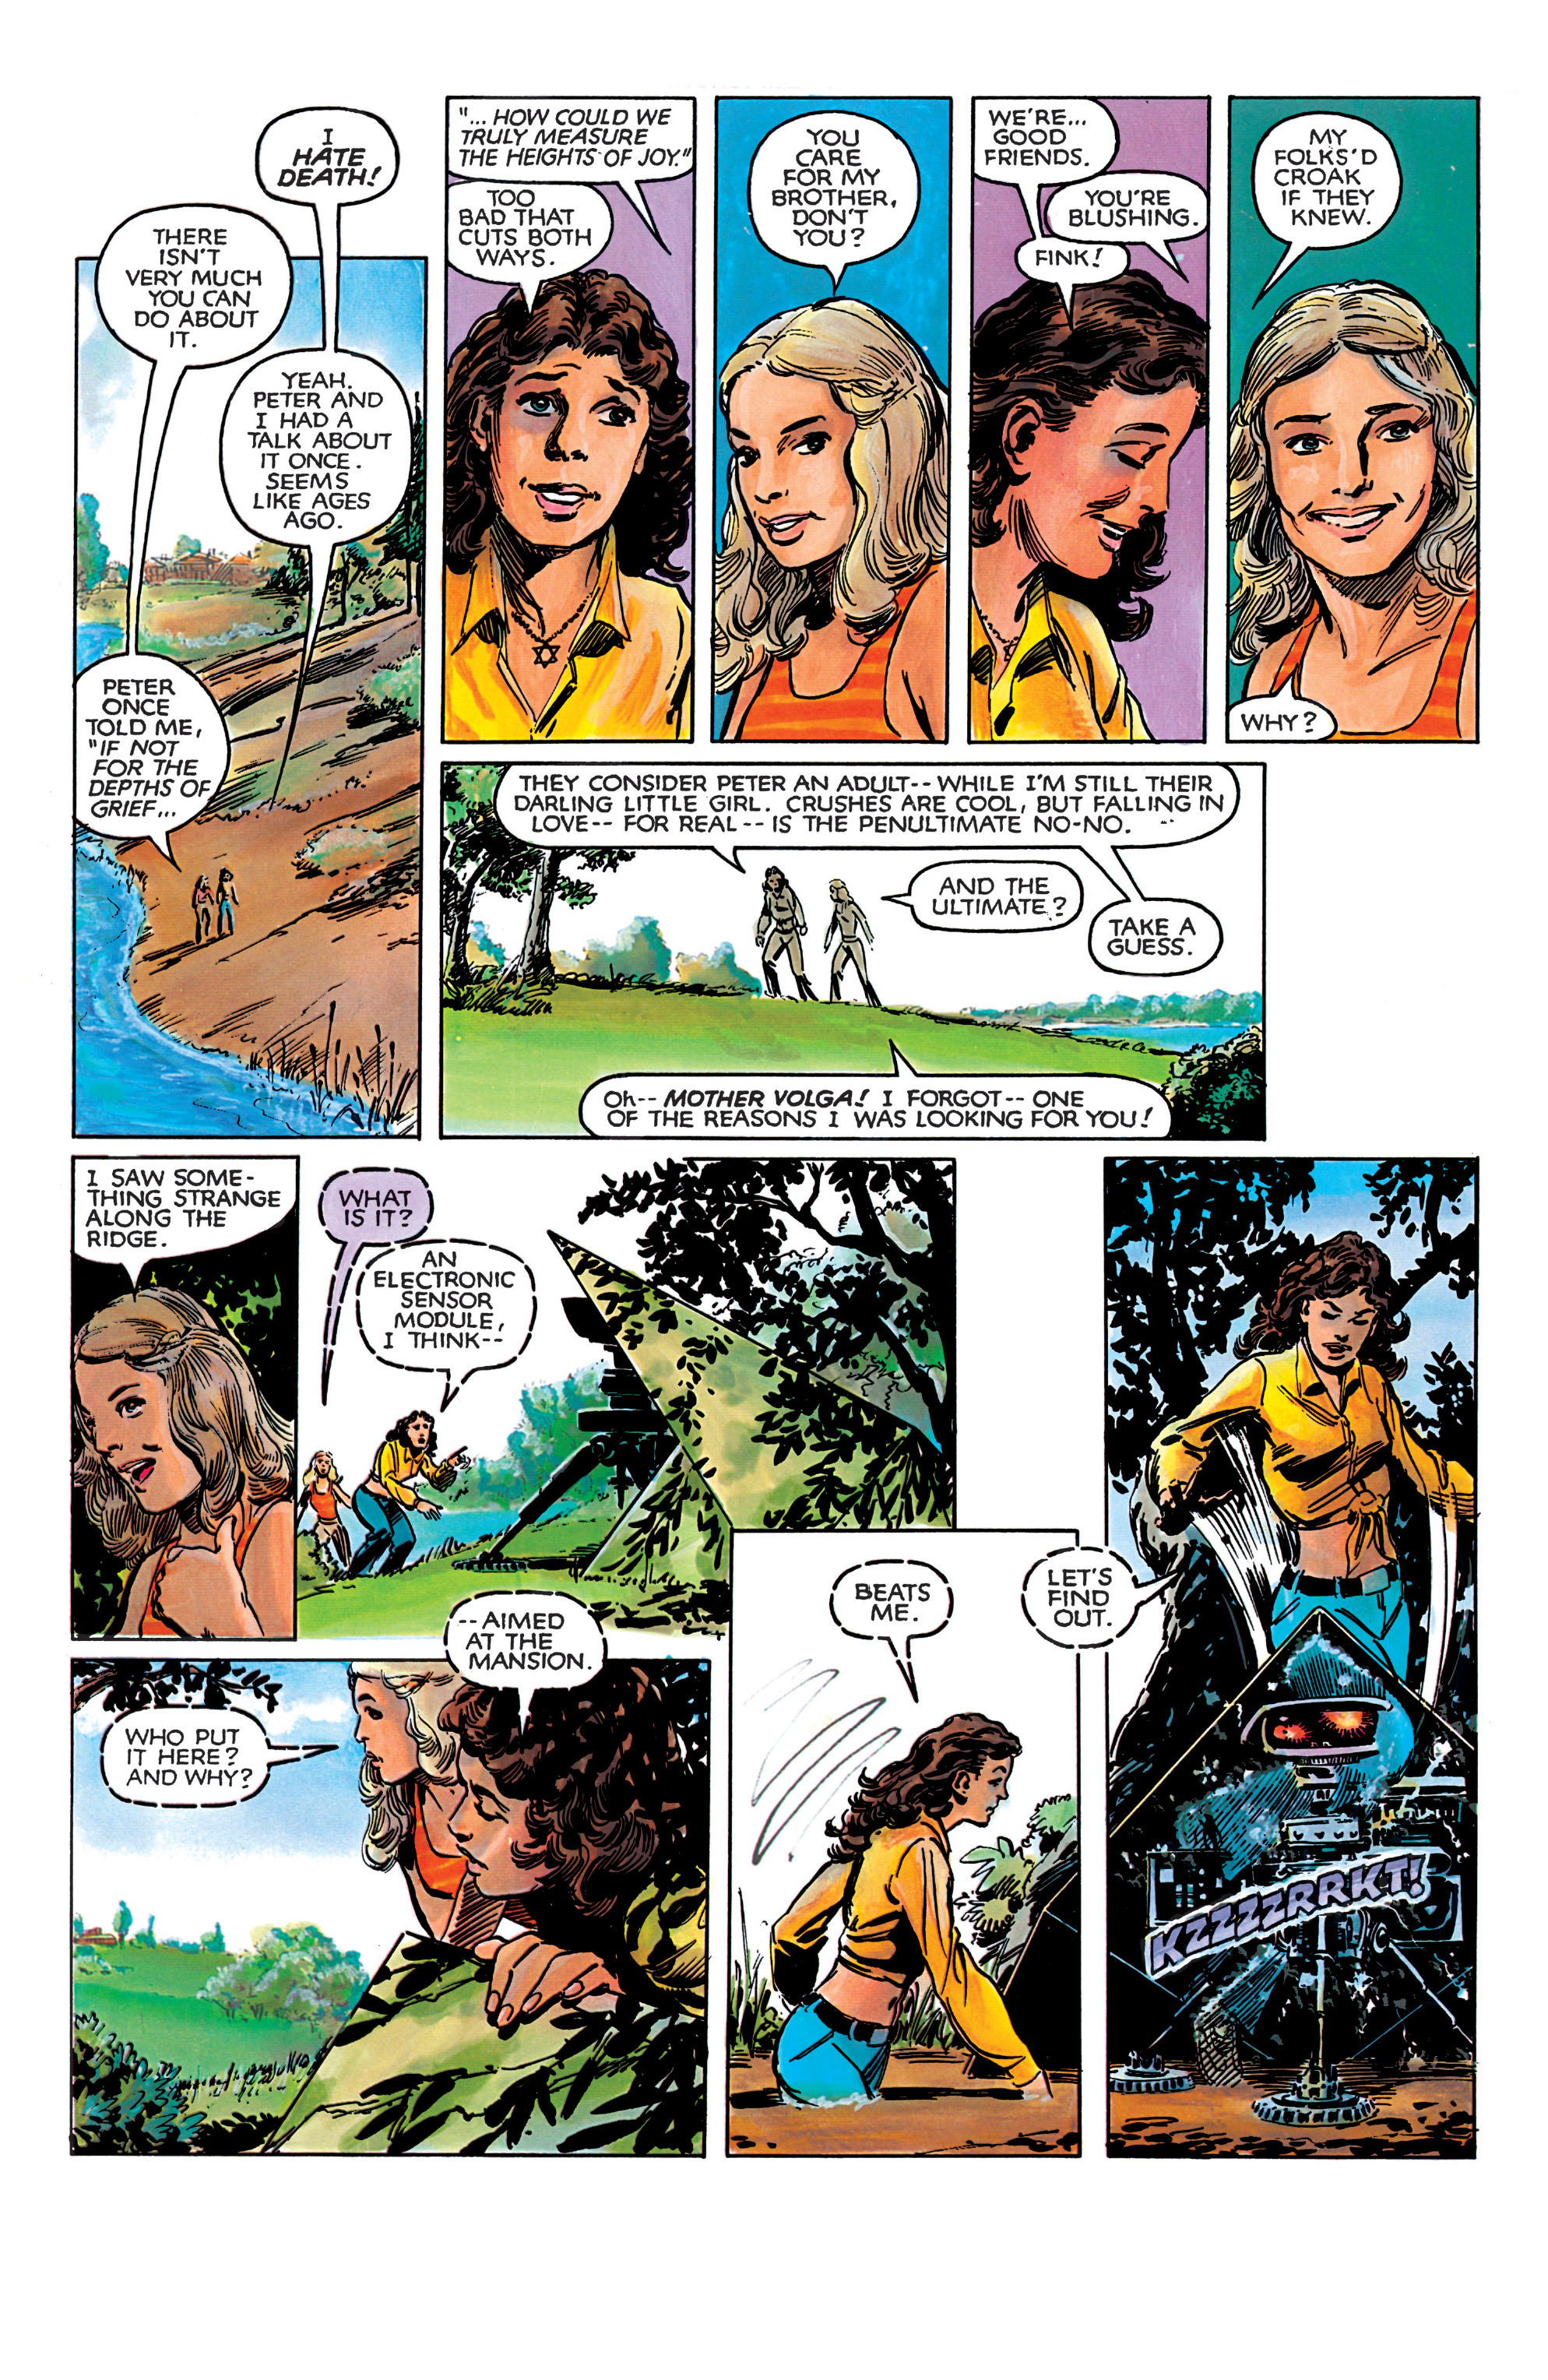 I
HATE
DEATH!
THERE
ISN'T
VERY MUCH
YOU CAN
DO ABOUT
IT.
YEAH.
PETER AND
I HAD A
TALK ABOUT
IT ONCE.
SEEMS
LIKE AGES
AGO.
PETER
ONCE
TOLD ME,
"IF NOT
FOR THE
DEPTHS OF
GRIEF...
"... HOW COULD WE
TRULY MEASURE
THE HEIGHTS OF JOY."
TOO
BAD THAT
CUTS BOTH
WAYS.
YOU
CARE
FOR MY
BROTHER,
DON'T
YOU?
WE'RE...
GOOD
FRIENDS.
YOU'RE
BLUSHING.
FINK!
MY
FOLKS'D
CROAK
IF THEY
KNEW.
WHY?
THEY CONSIDER PETER AN ADULT--WHILE I'M STILL THEIR
DARLING LITTLE GIRL. CRUSHES ARE COOL, BUT FALLING IN
LOVE-- FOR REAL-- IS THE PENULTIMATE NO-NO.
AND THE
ULTIMATE?
TAKE A
GUESS.
Oh-- MOTHER VOLGA! I FORGOT-- ONE
OF THE REASONS I WAS LOOKING FOR YOU!
I SAW SOME-
THING STRANGE
ALONG THE
RIDGE.
WHAT
IS IT?
AN
ELECTRONIC
SENSOR
MODULE,
I THINK--
--AIMED
AT THE
MANSION.
WHO PUT
IT HERE?
AND WHY?
BEATS
ME.
LET'S
FIND
OUT.
KZZZZRRKT!